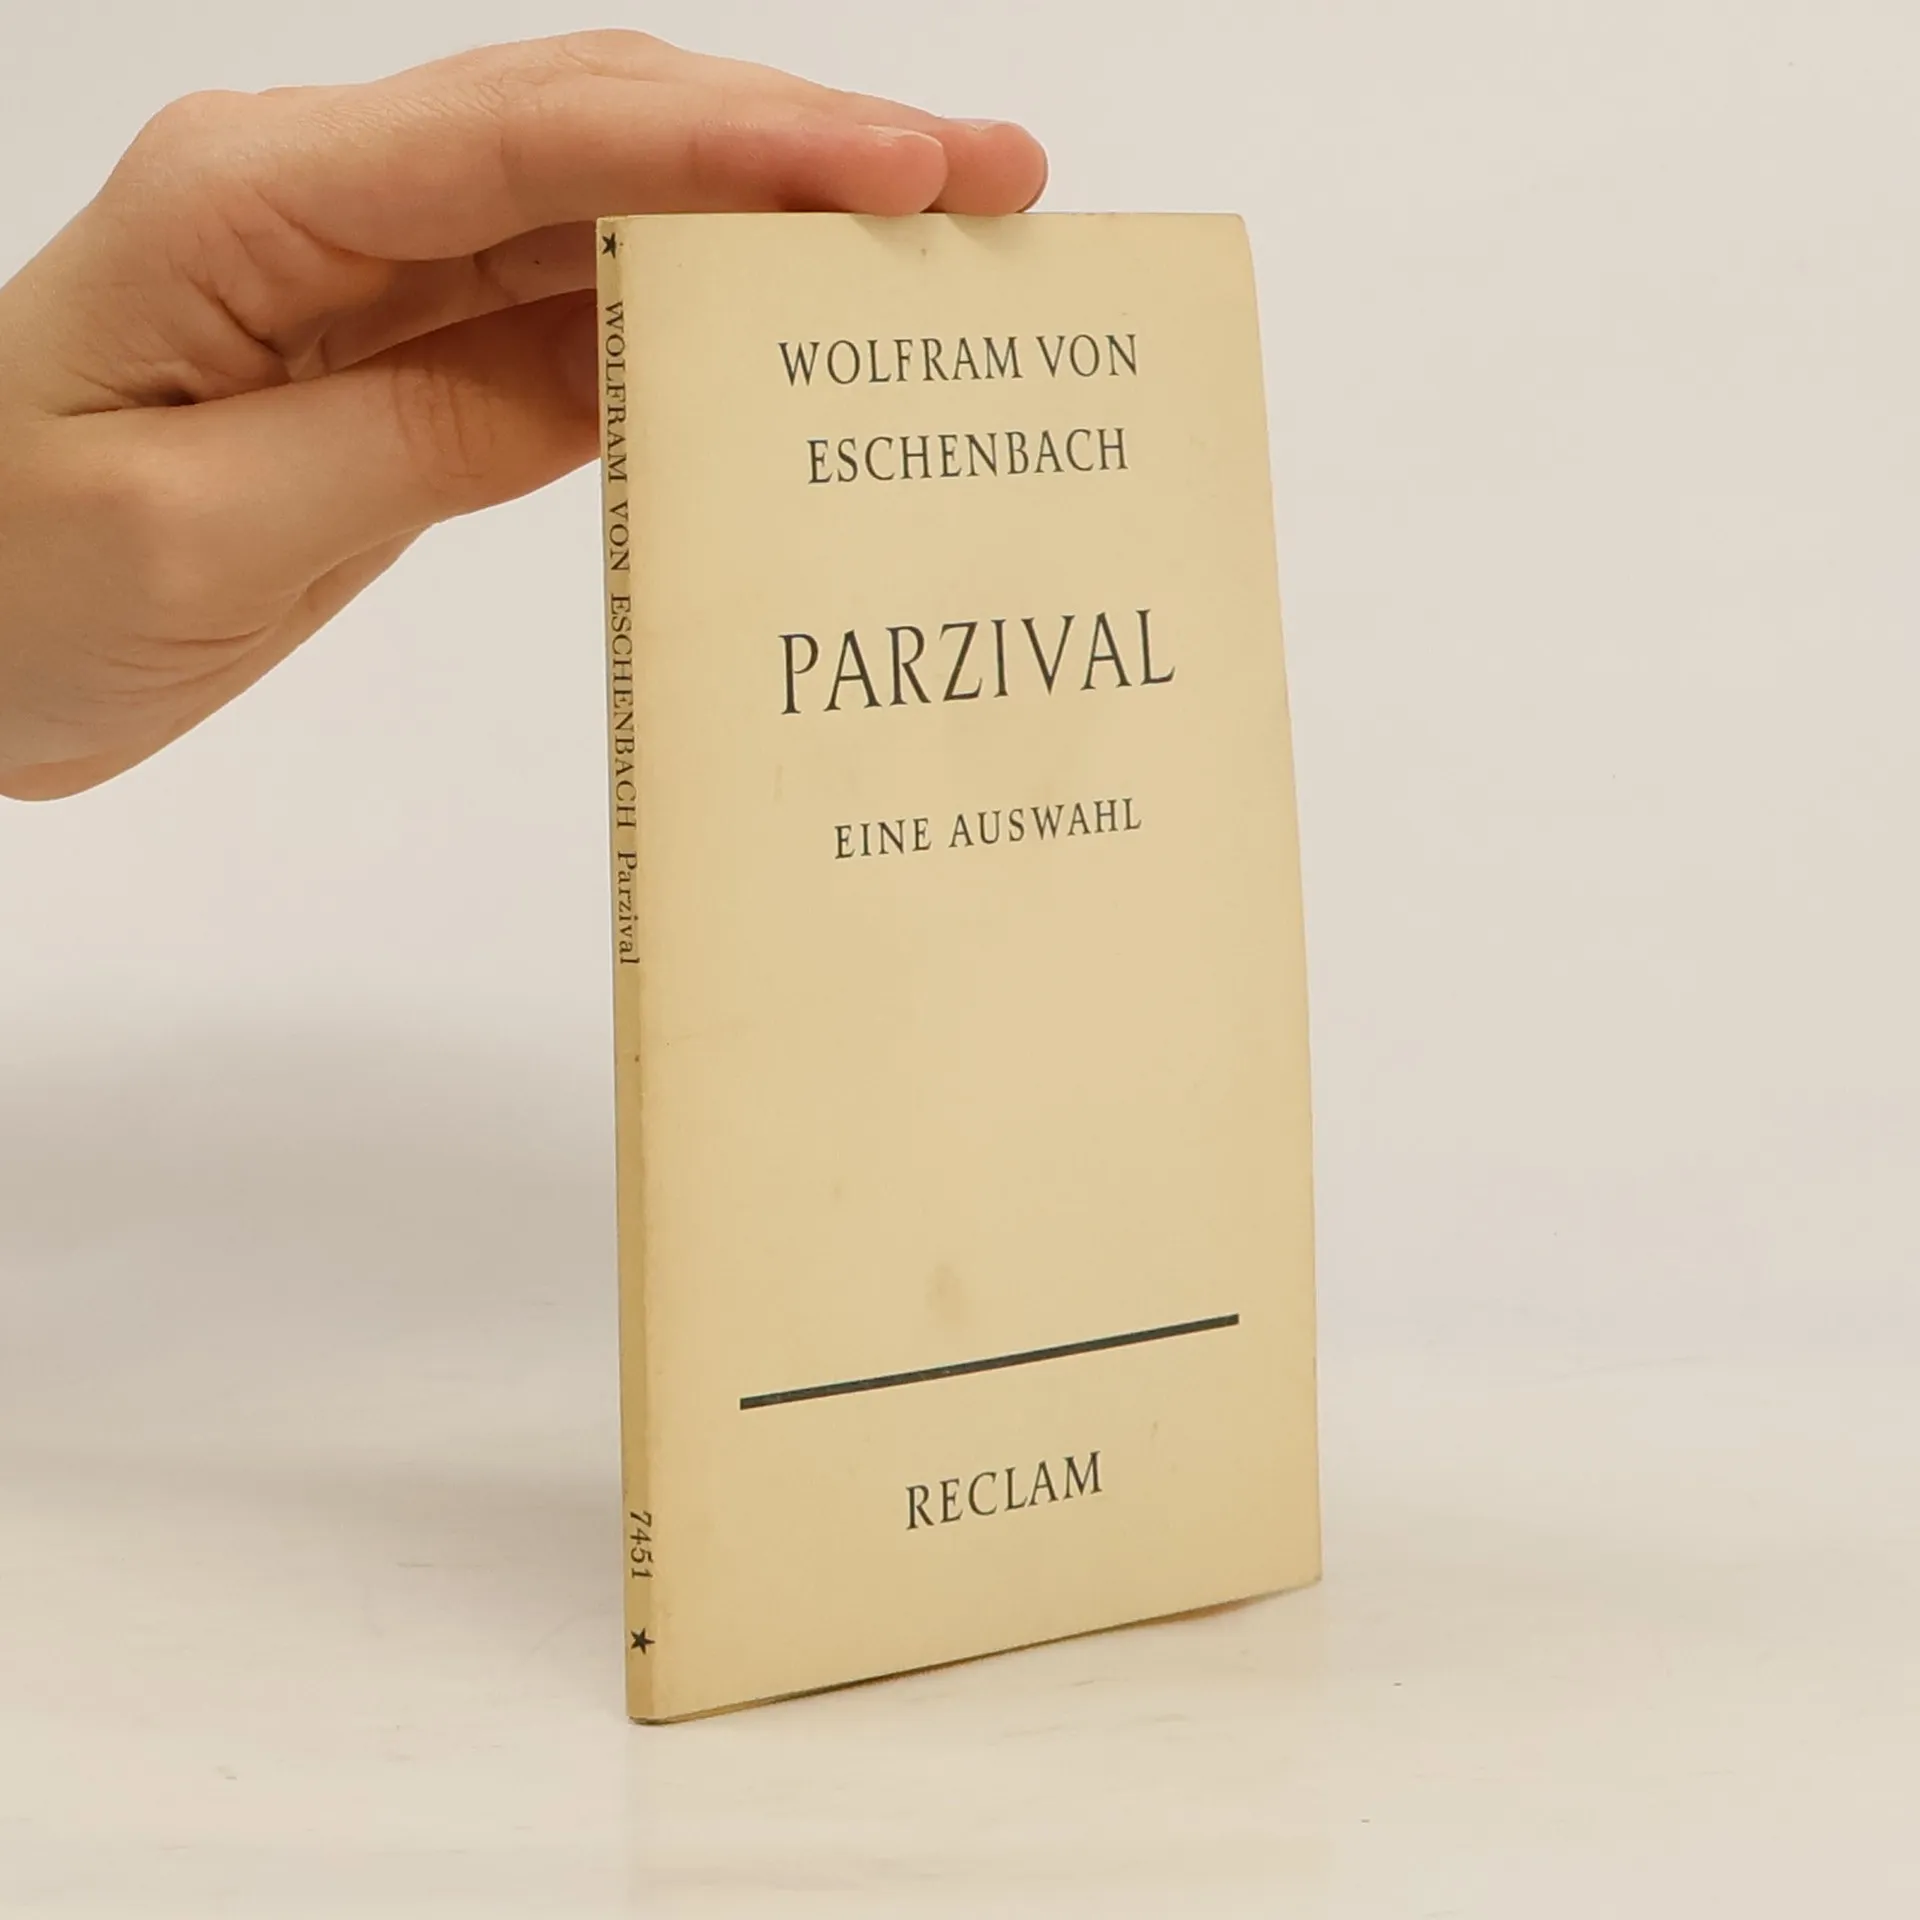 WOLFRAM VON
ESCHENBACH
PARZIVAL
EINE AUSWAHL
RECLAM
★ WOLFRAM VON ESCHENBACH Parzival 7451 ★